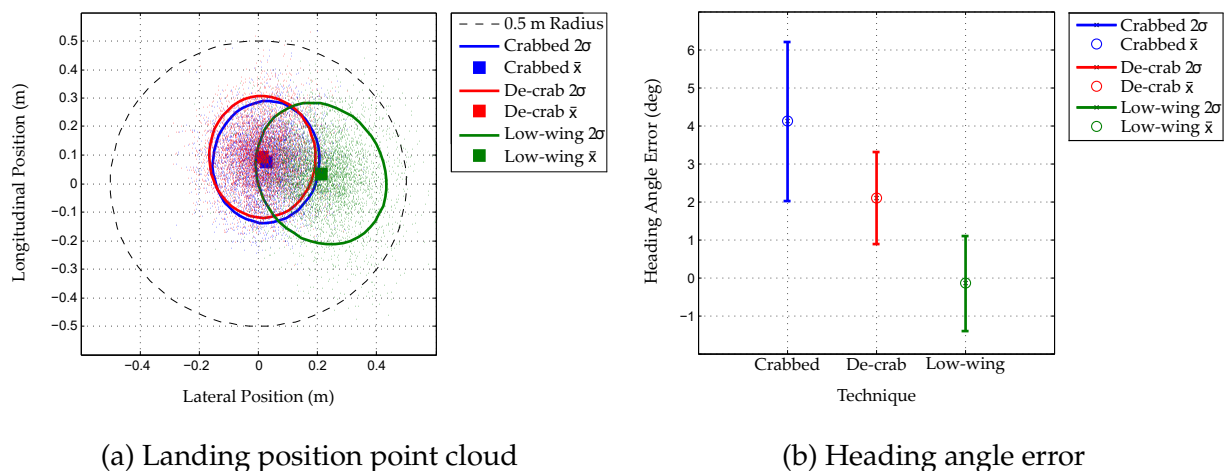 0.5 m Radius
Crabbed 2σ
Crabbed x̄
De-crab 2σ
De-crab x̄
Low-wing 2σ
Low-wing x̄
Longitudinal Position (m)
0.5
0.4
0.3
0.2
0.1
0
−0.1
−0.2
−0.3
−0.4
−0.5
−0.4 −0.2 0 0.2 0.4
Lateral Position (m)
(a) Landing position point cloud
Crabbed 2σ
Crabbed x̄
De-crab 2σ
De-crab x̄
Low-wing 2σ
Low-wing x̄
Heading Angle Error (deg)
6
5
4
3
2
1
0
−1
Crabbed De-crab Low-wing
Technique
(b) Heading angle error